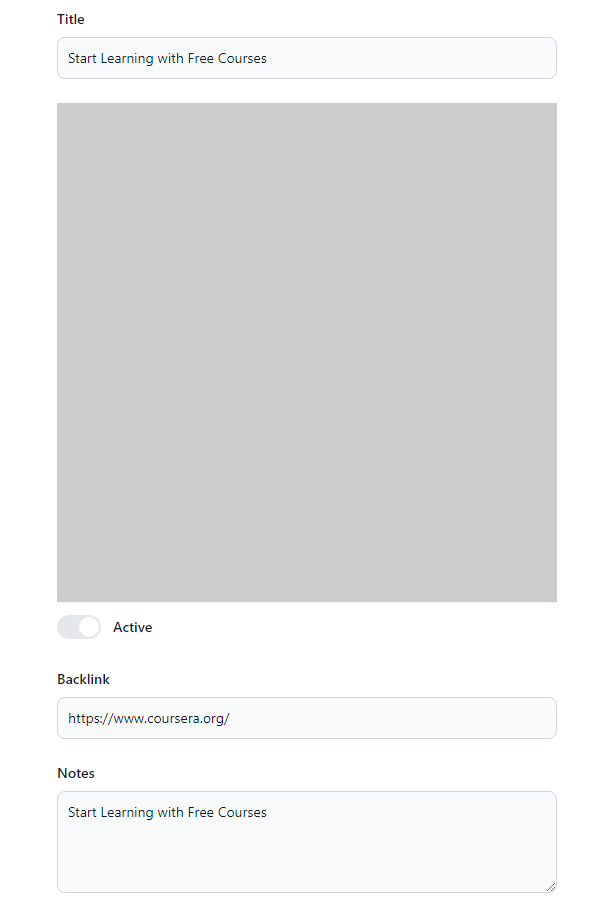 Title
Start Learning with Free Courses
Active
Backlink
https://www.coursera.org/
Notes
Start Learning with Free Courses